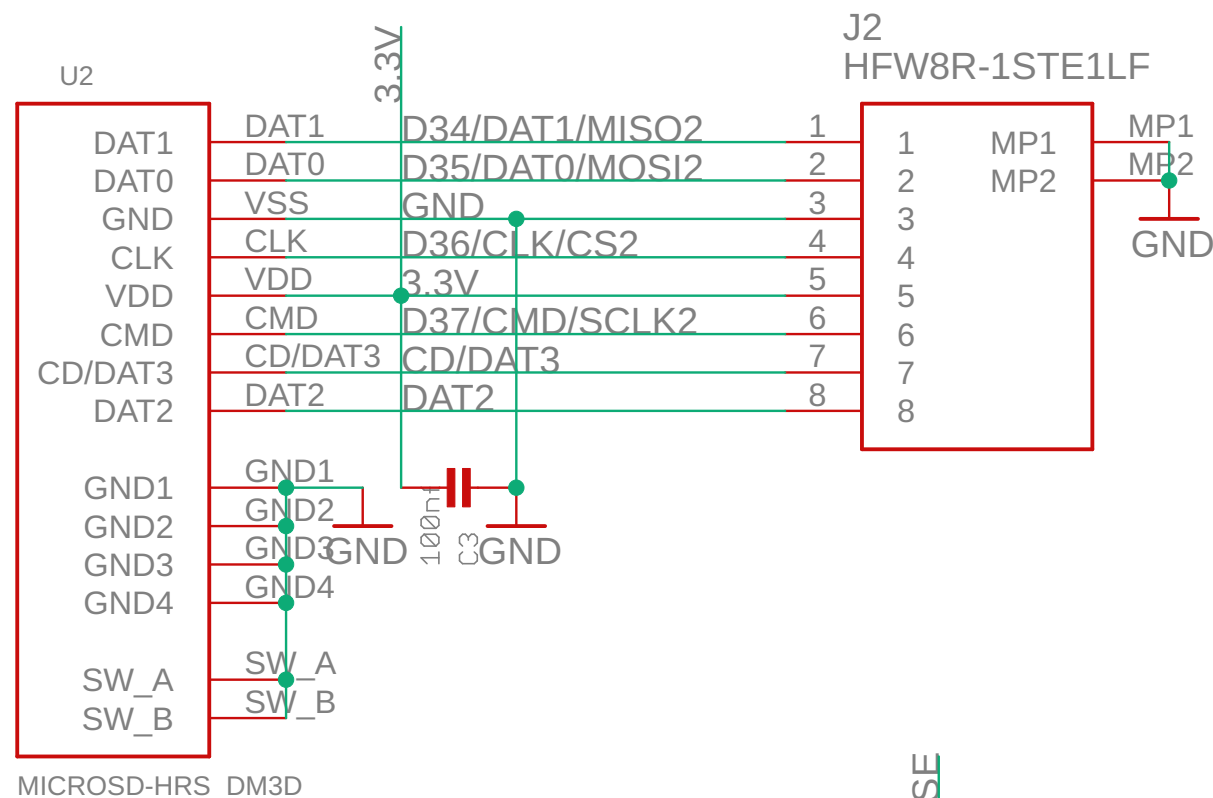 J2
HFW8R-1STE1LF
U2
3.3V
DAT1 DAT1 D34/DAT1/MISO2 1 1 MP1 MP1
DAT0 DAT0 D35/DAT0/MOSI2 2 2 MP2 MP2
GND VSS GND 3 3
GND
CLK CLK D36/CLK/CS2 4 4
VDD VDD 3.3V 5 5
CMD CMD D37/CMD/SCLK2 6 6
CD/DAT3 CD/DAT3 CD/DAT3 7 7
DAT2 DAT2 DAT2 8 8
GND1 GND1
GND2 GND2
GND3 GND3
GND 100nf C3 GND
GND4 GND4
SW_A SW_A
SW_B SW_B
MICROSD-HRS_DM3D
SE